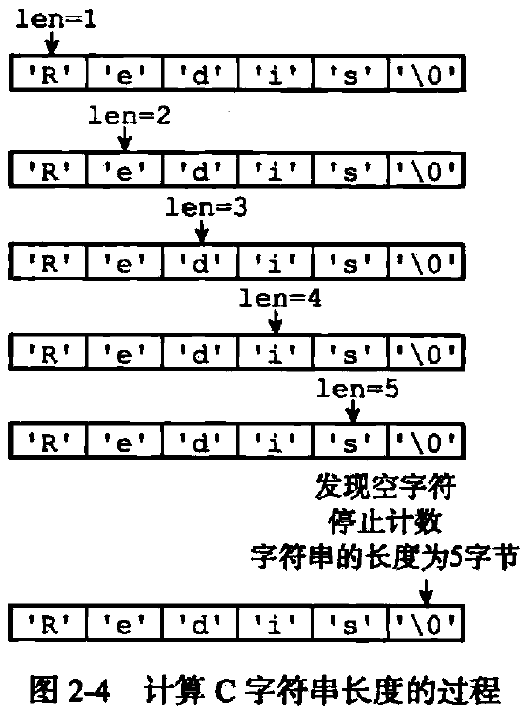 len=1
'R' 'e' 'd' 'i' 's' '\0'
len=2
'R' 'e' 'd' 'i' 's' '\0'
len=3
'R' 'e' 'd' 'i' 's' '\0'
len=4
'R' 'e' 'd' 'i' 's' '\0'
len=5
'R' 'e' 'd' 'i' 's' '\0'
发现空字符
停止计数
字符串的长度为5字节
'R' 'e' 'd' 'i' 's' '\0'
图 2-4 计算 C 字符串长度的过程